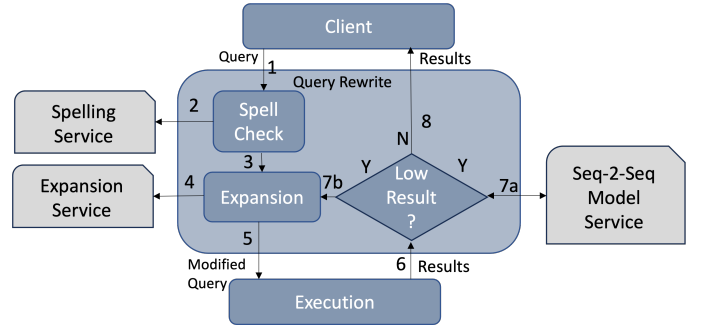 Client
Query
1
Results
Query Rewrite
Spelling
Service
2
Spell
Check
8
N
3
Y
Y
Expansion
Service
4
Expansion
7b
Low
Result
?
7a
Seq-2-Seq
Model
Service
5
Modified
Query
6
Results
Execution